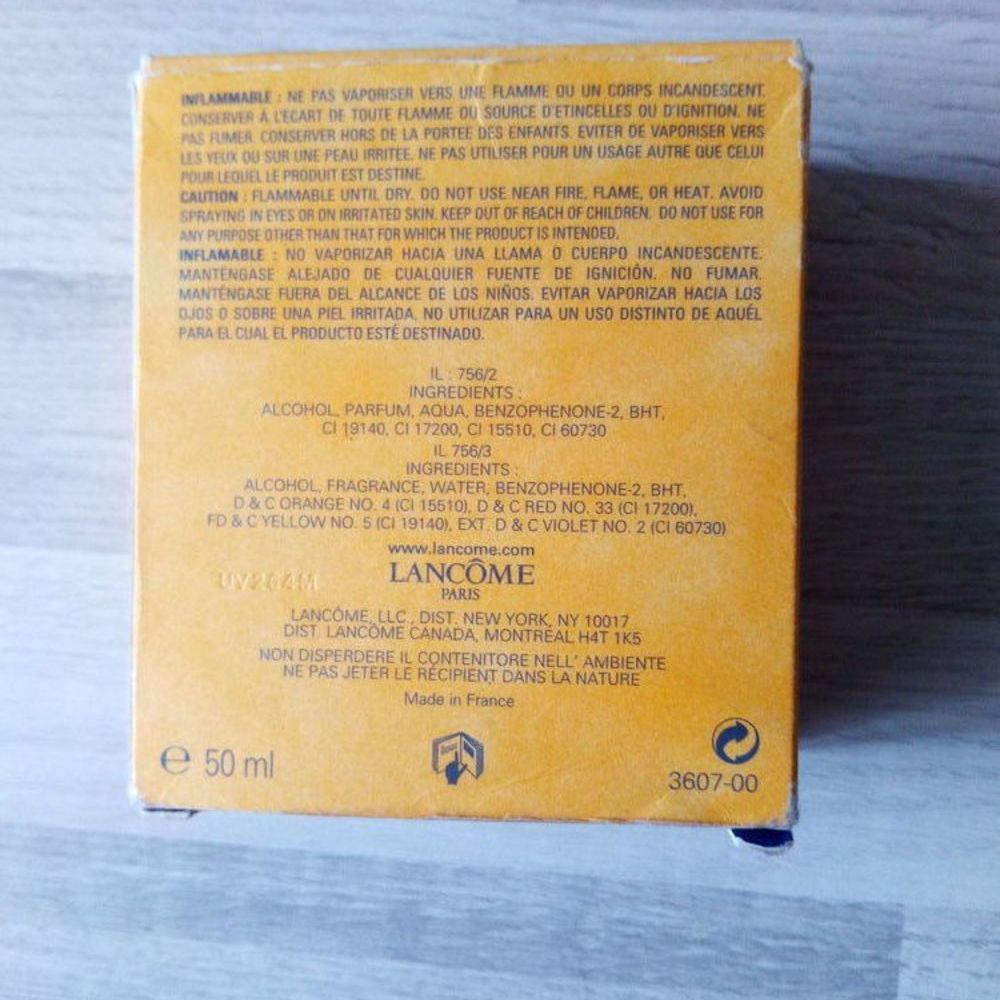 INFLAMMABLE : NE PAS VAPORISER VERS UNE FLAMME OU UN CORPS INCANDESCENT.
CONSERVER À L'ECART DE TOUTE FLAMME OU SOURCE D'ETINCELLES OU D'IGNITION. NE
PAS FUMER. CONSERVER HORS DE LA PORTEE DES ENFANTS. EVITER DE VAPORISER VERS
LES YEUX OU SUR UNE PEAU IRRITEE. NE PAS UTILISER POUR UN USAGE AUTRE QUE CELUI
POUR LEQUEL LE PRODUIT EST DESTINE.
CAUTION : FLAMMABLE UNTIL DRY. DO NOT USE NEAR FIRE, FLAME, OR HEAT. AVOID
SPRAYING IN EYES OR ON IRRITATED SKIN. KEEP OUT OF REACH OF CHILDREN. DO NOT USE FOR
ANY PURPOSE OTHER THAN THAT FOR WHICH THE PRODUCT IS INTENDED.
INFLAMABLE : NO VAPORIZAR HACIA UNA LLAMA O CUERPO INCANDESCENTE.
MANTÉNGASE ALEJADO DE CUALQUIER FUENTE DE IGNICIÓN. NO FUMAR.
MANTÉNGASE FUERA DEL ALCANCE DE LOS NIÑOS. EVITAR VAPORIZAR HACIA LOS
OJOS O SOBRE UNA PIEL IRRITADA. NO UTILIZAR PARA UN USO DISTINTO DE AQUÉL
PARA EL CUAL EL PRODUCTO ESTÉ DESTINADO.
IL : 756/2
INGREDIENTS :
ALCOHOL, PARFUM, AQUA, BENZOPHENONE-2, BHT,
CI 19140, CI 17200, CI 15510, CI 60730
IL 756/3
INGREDIENTS :
ALCOHOL, FRAGRANCE, WATER, BENZOPHENONE-2, BHT,
D & C ORANGE NO. 4 (CI 15510), D & C RED NO. 33 (CI 17200),
FD & C YELLOW NO. 5 (CI 19140), EXT. D & C VIOLET NO. 2 (CI 60730)
www.lancome.com
LANCÔME
PARIS
LANCÔME, LLC., DIST. NEW YORK, NY 10017
DIST. LANCÔME CANADA, MONTREAL H4T 1K5
NON DISPERDERE IL CONTENITORE NELL' AMBIENTE
NE PAS JETER LE RÉCIPIENT DANS LA NATURE
Made in France
e 50 ml
3607-00